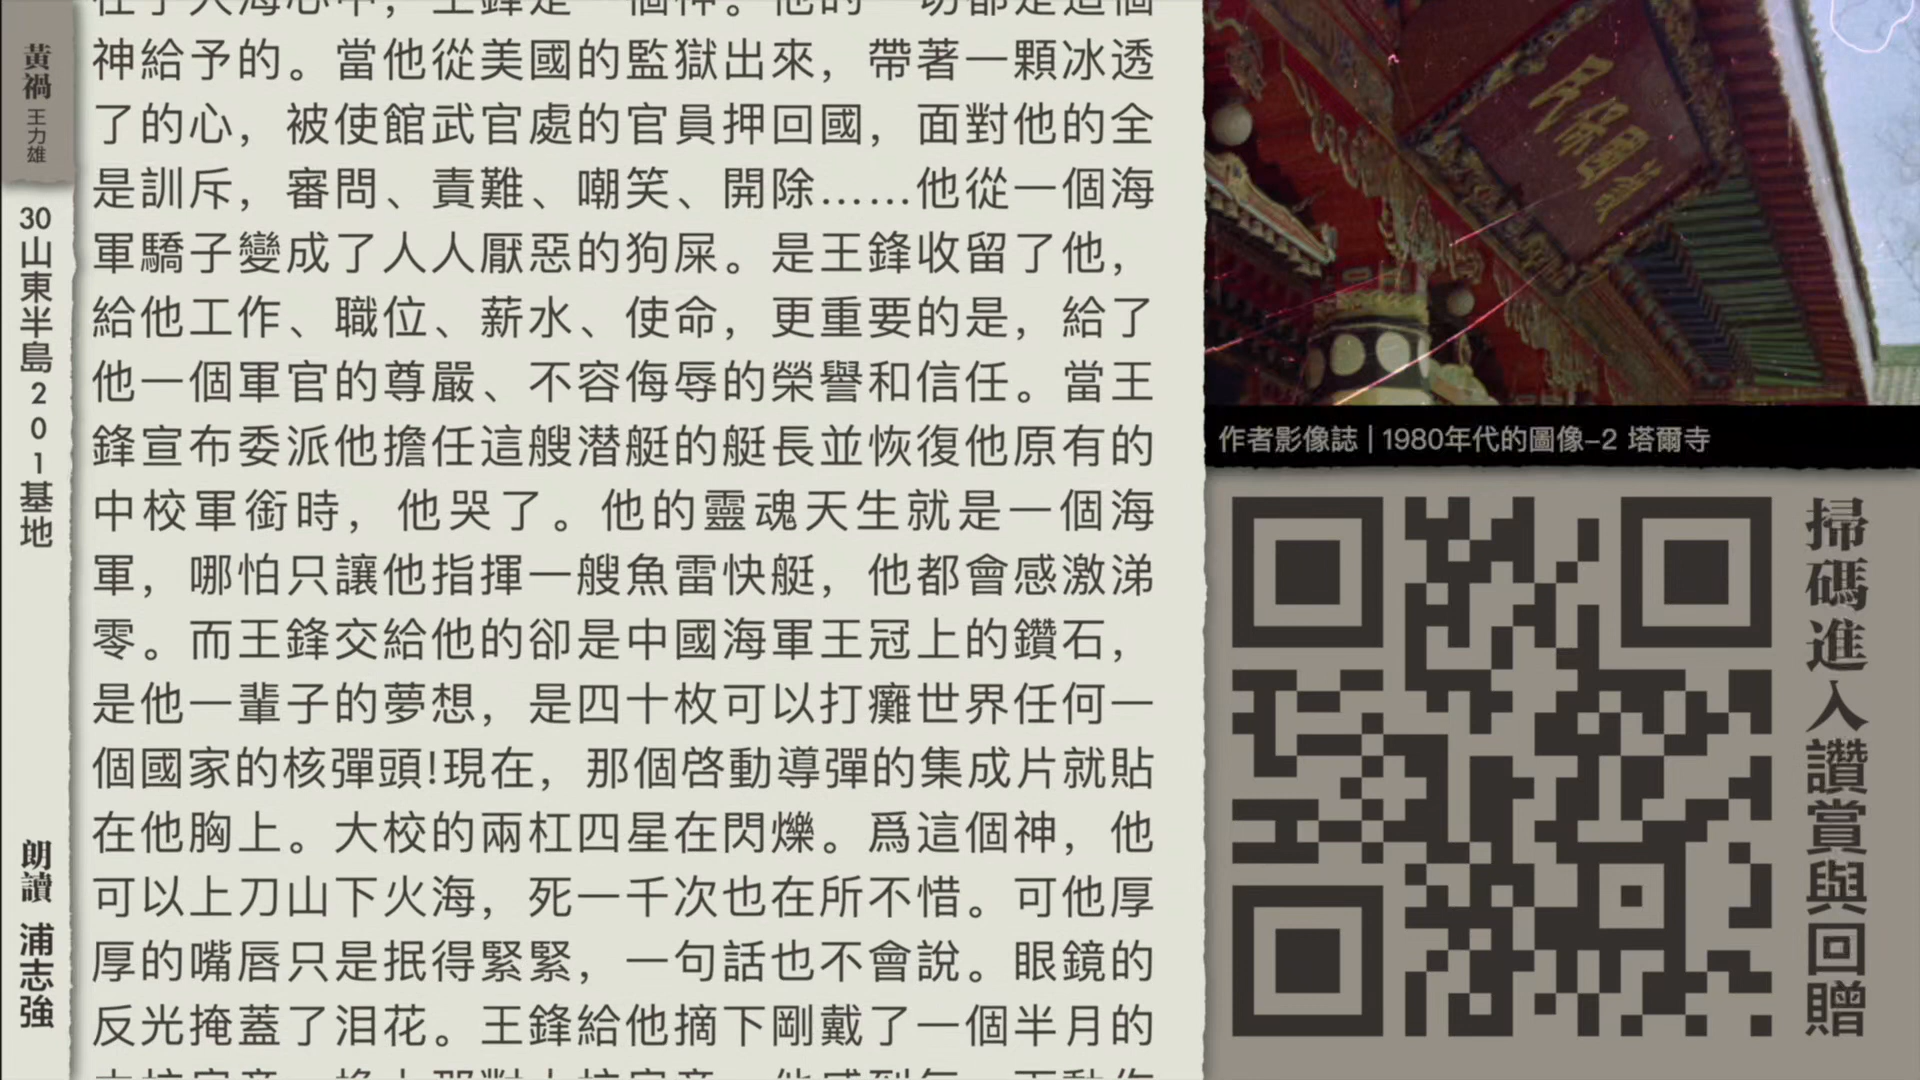 黃禍 王力雄
30山東半島201基地
朗讀 浦志強
神給予的。當他從美國的監獄出來，帶著一顆冰透
了的心，被使館武官處的官員押回國，面對他的全
是訓斥，審問、責難、嘲笑、開除……他從一個海
軍驕子變成了人人厭惡的狗屎。是王鋒收留了他，
給他工作、職位、薪水、使命，更重要的是，給了
他一個軍官的尊嚴、不容侮辱的榮譽和信任。當王
鋒宣布委派他擔任這艘潛艇的艇長並恢復他原有的
中校軍銜時，他哭了。他的靈魂天生就是一個海
軍，哪怕只讓他指揮一艘魚雷快艇，他都會感激涕
零。而王鋒交給他的卻是中國海軍王冠上的鑽石，
是他一輩子的夢想，是四十枚可以打癱世界任何一
個國家的核彈頭!現在，那個啓動導彈的集成片就貼
在他胸上。大校的兩杠四星在閃爍。爲這個神，他
可以上刀山下火海，死一千次也在所不惜。可他厚
厚的嘴唇只是抿得緊緊，一句話也不會說。眼鏡的
反光掩蓋了泪花。王鋒給他摘下剛戴了一個半月的
作者影像誌 | 1980年代的圖像–2 塔爾寺
掃碼進入讚賞與回贈